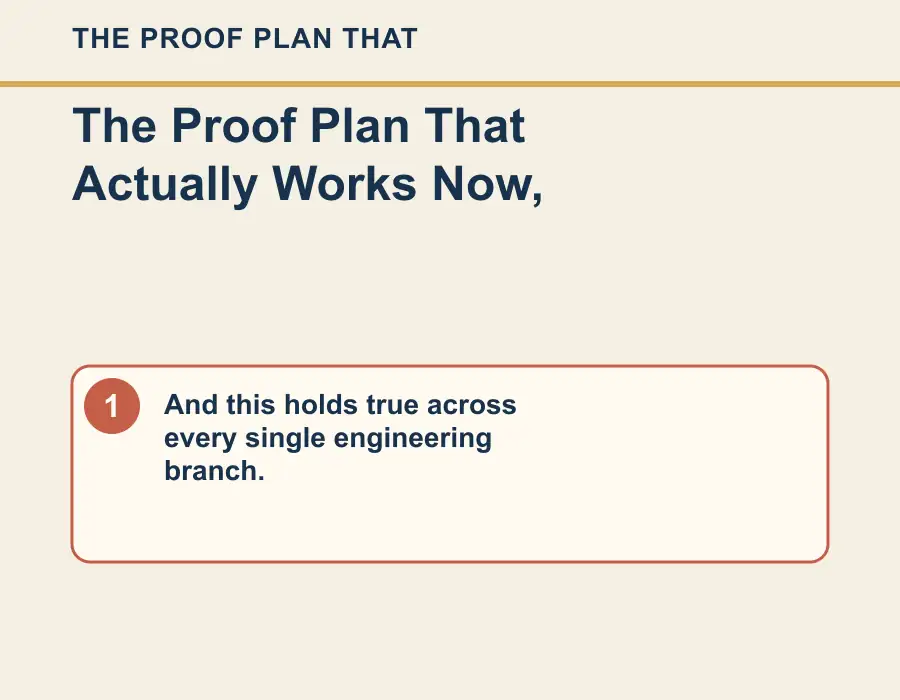 THE PROOF PLAN THAT
The Proof Plan That
Actually Works Now,
1
And this holds true across
every single engineering
branch.